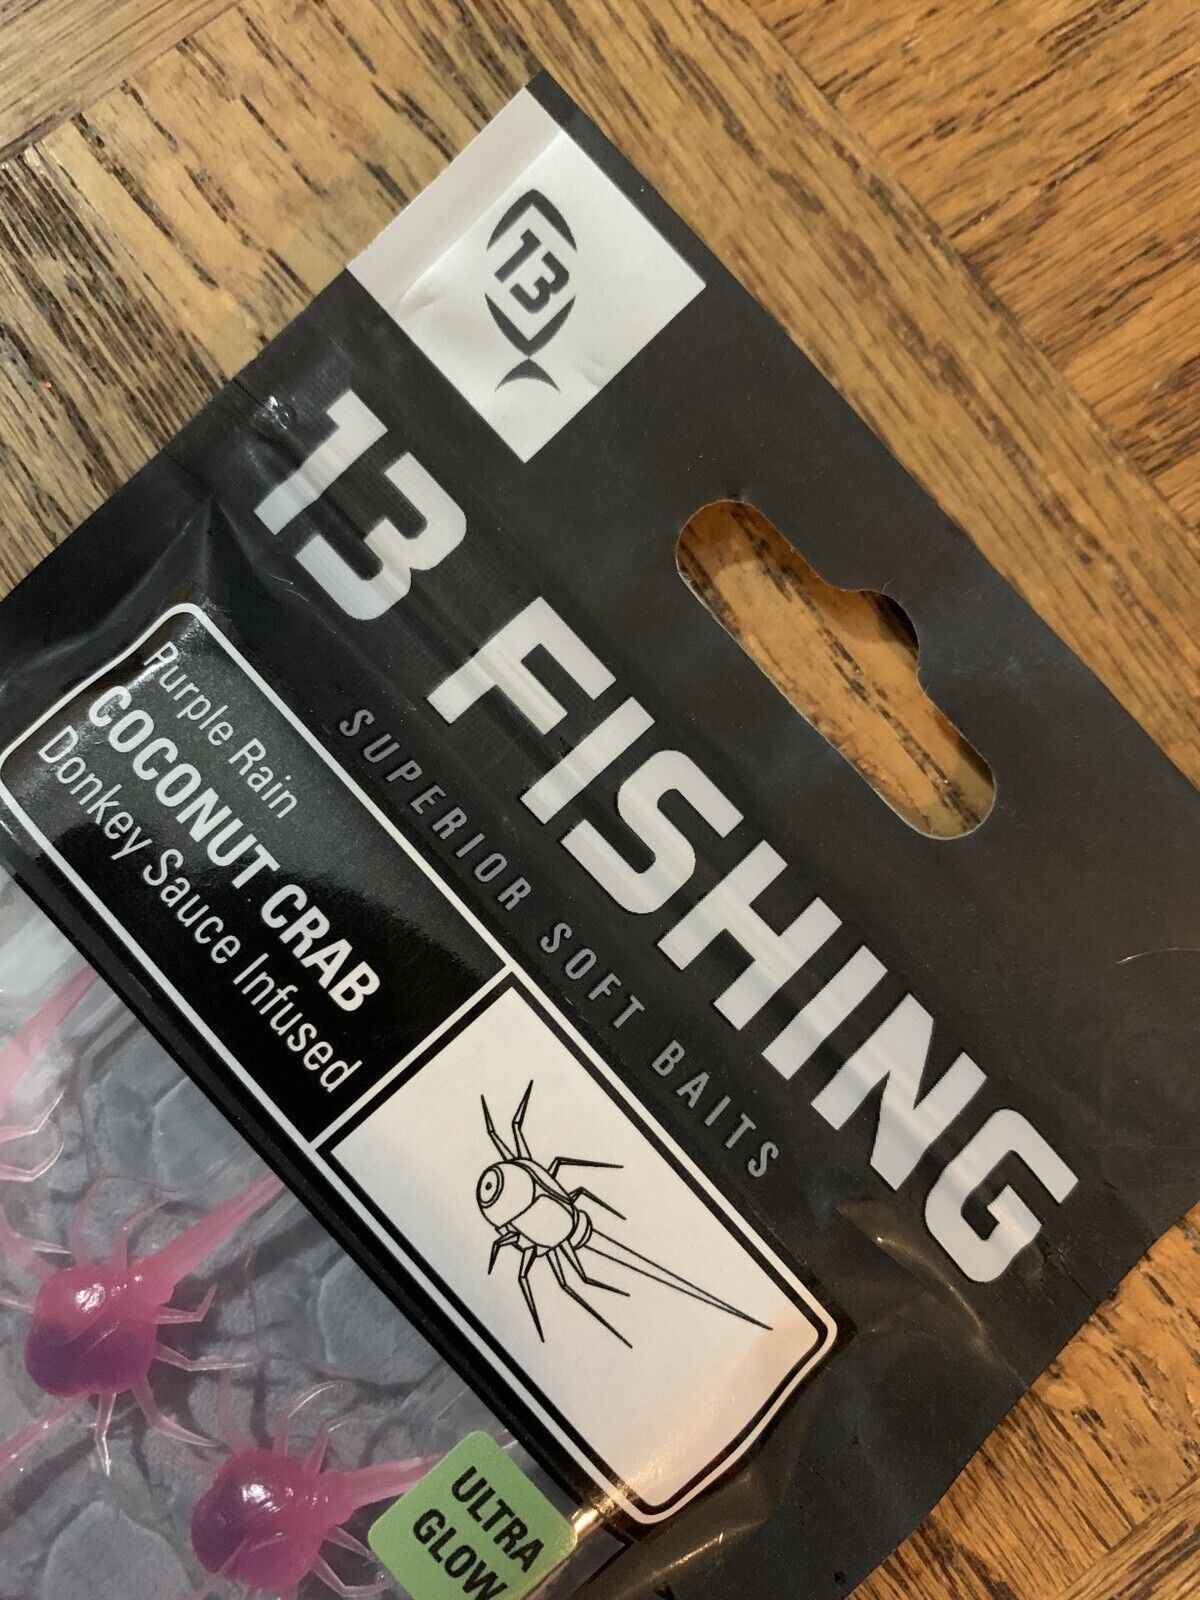 13
13 FISHING
SUPERIOR SOFT BAITS
Purple Rain
COCONUT CRAB
Donkey Sauce Infused
ULTRA
GLOW